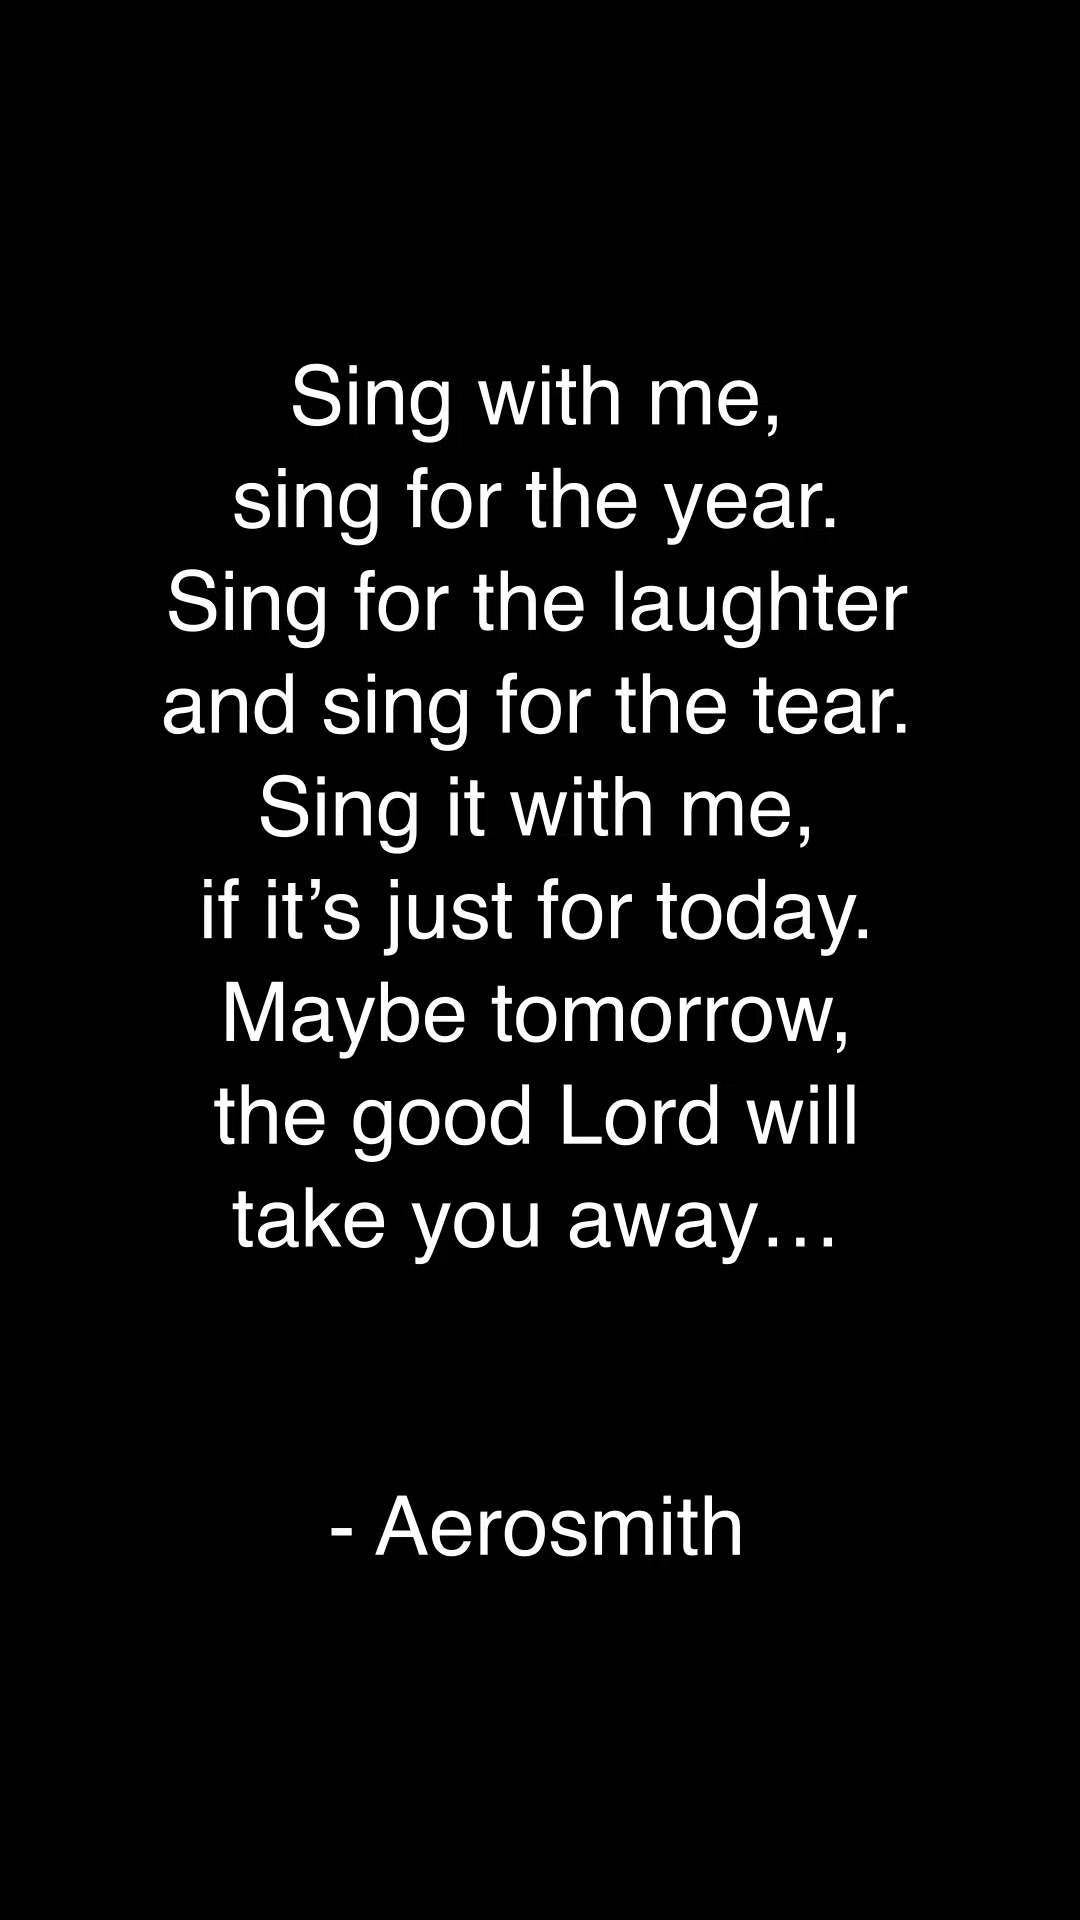 Sing with me,
sing for the year.
Sing for the laughter
and sing for the tear.
Sing it with me,
if it’s just for today.
Maybe tomorrow,
the good Lord will
take you away…
- Aerosmith